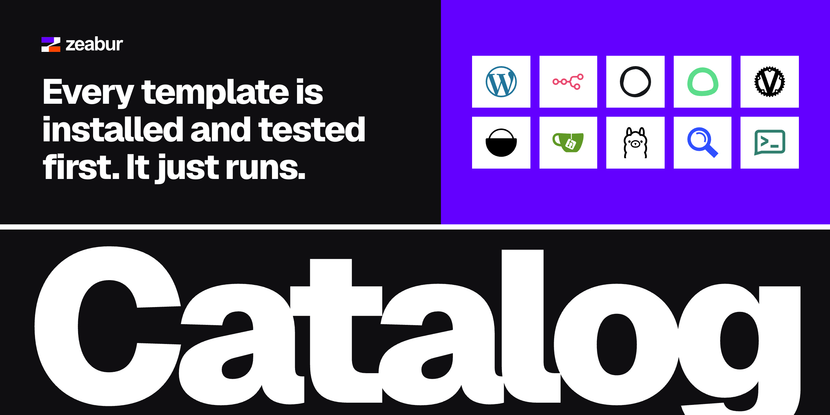 zeabur
Every template is
installed and tested
first. It just runs.
Catalog